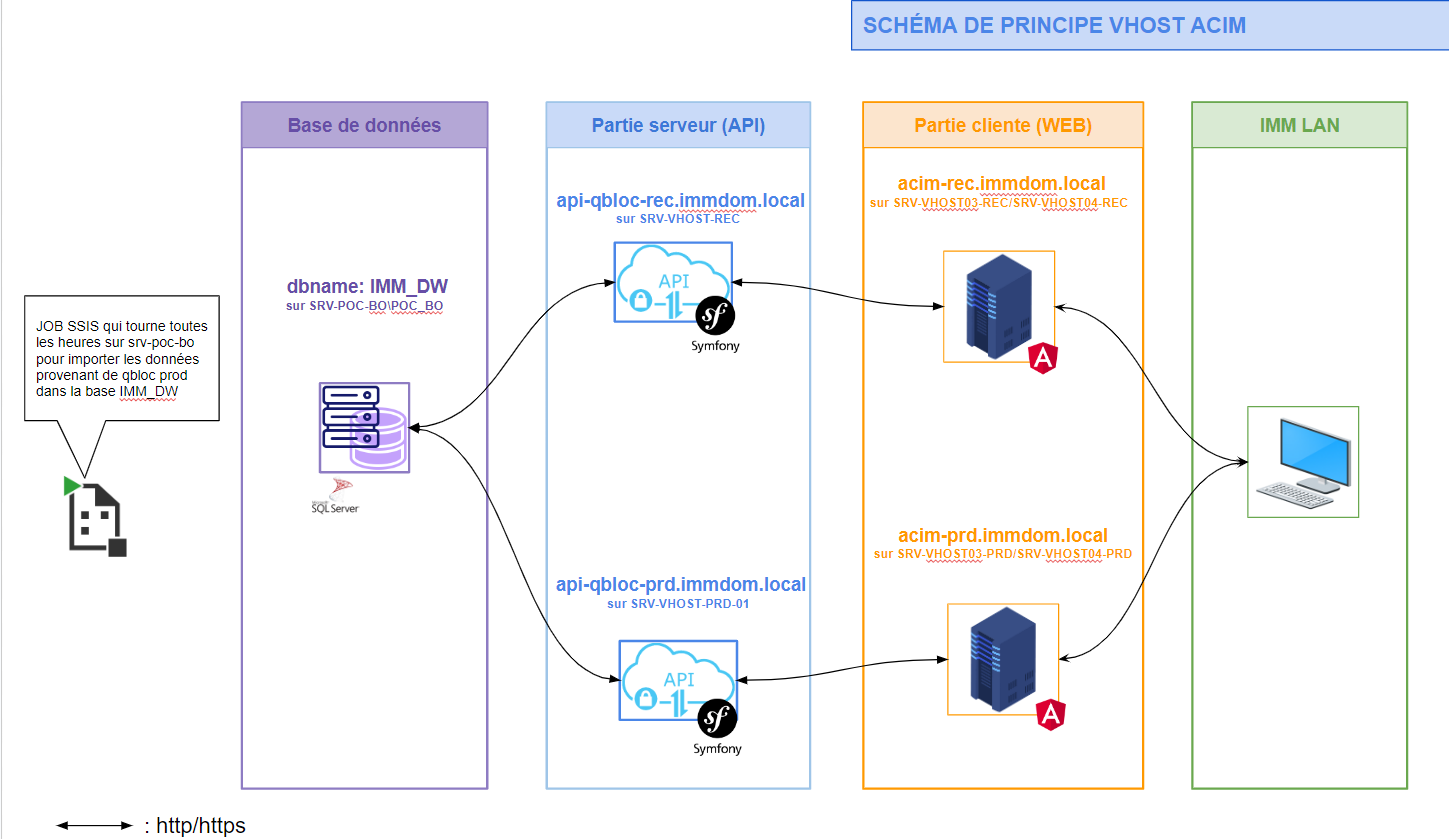 SCHÉMA DE PRINCIPE VHOST ACIM
Base de données
Partie serveur (API)
Partie cliente (WEB)
IMM LAN
JOB SSIS qui tourne toutes
les heures sur srv-poc-bo
pour importer les données
provenant de qbloc prod
dans la base IMM_DW
dbname: IMM_DW
sur SRV-POC-BO\POC_BO
Microsoft
SQL Server
api-qbloc-rec.immdom.local
sur SRV-VHOST-REC
API
sf
Symfony
api-qbloc-prd.immdom.local
sur SRV-VHOST-PRD-01
API
sf
Symfony
acim-rec.immdom.local
sur SRV-VHOST03-REC/SRV-VHOST04-REC
A
acim-prd.immdom.local
sur SRV-VHOST03-PRD/SRV-VHOST04-PRD
A
: http/https